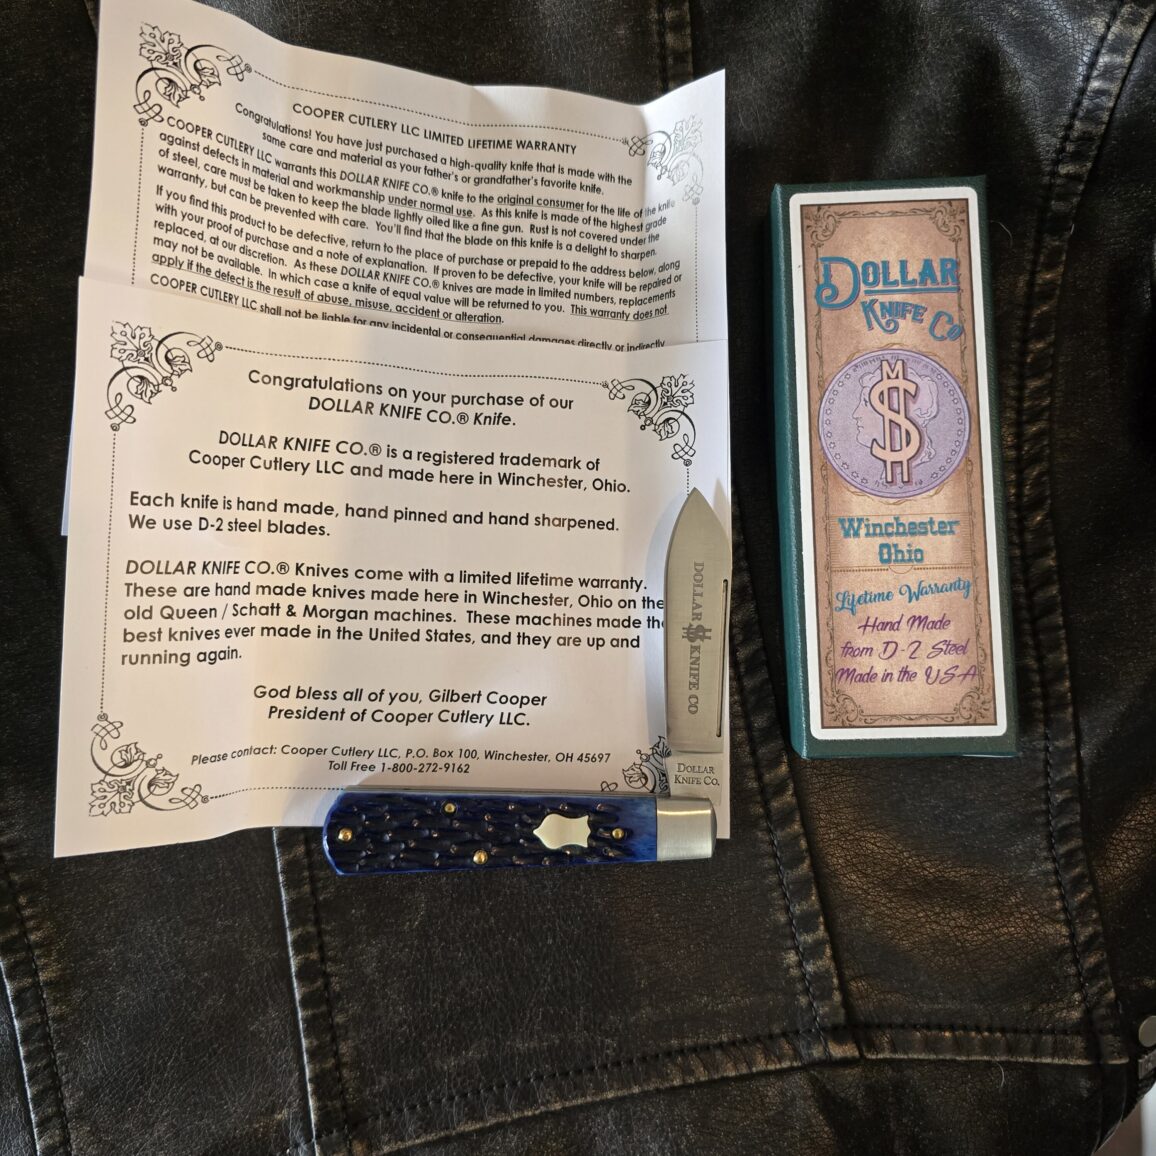 COOPER CUTLERY LLC LIMITED LIFETIME WARRANTY
Congratulations! You have just purchased a high-quality knife that is made with the
same care and material as your father's or grandfather's favorite knife.
COOPER CUTLERY LLC warrants this DOLLAR KNIFE CO.® knife to the original consumer for the life of the knife
against defects in material and workmanship under normal use. As this knife is made of the highest grade
of steel, care must be taken to keep the blade lightly oiled like a fine gun. Rust is not covered under the
warranty, but can be prevented with care. You'll find that the blade on this knife is a delight to sharpen.
If you find this product to be defective, return to the place of purchase or prepaid to the address below, along
with your proof of purchase and a note of explanation. If proven to be defective, your knife will be repaired or
replaced, at our discretion. As these DOLLAR KNIFE CO.® knives are made in limited numbers, replacements
may not be available. In which case a knife of equal value will be returned to you. This warranty does not
apply if the defect is the result of abuse, misuse, accident or alteration.
COOPER CUTLERY LLC shall not be liable for any incidental or consequential damages directly or indirectly
Congratulations on your purchase of our
DOLLAR KNIFE CO.® Knife.
DOLLAR KNIFE CO.® is a registered trademark of
Cooper Cutlery LLC and made here in Winchester, Ohio.
Each knife is hand made, hand pinned and hand sharpened.
We use D-2 steel blades.
DOLLAR KNIFE CO.® Knives come with a limited lifetime warranty.
These are hand made knives made here in Winchester, Ohio on the
old Queen / Schatt & Morgan machines. These machines made the
best knives ever made in the United States, and they are up and
running again.
God bless all of you, Gilbert Cooper
President of Cooper Cutlery LLC.
Please contact: Cooper Cutlery LLC, P.O. Box 100, Winchester, OH 45697
Toll Free 1-800-272-9162
DOLLAR $ KNIFE CO
DOLLAR
KNIFE CO.
DOLLAR
KNIFE CO
Winchester
Ohio
Lifetime Warranty
Hand Made
from D-2 Steel
Made in the USA